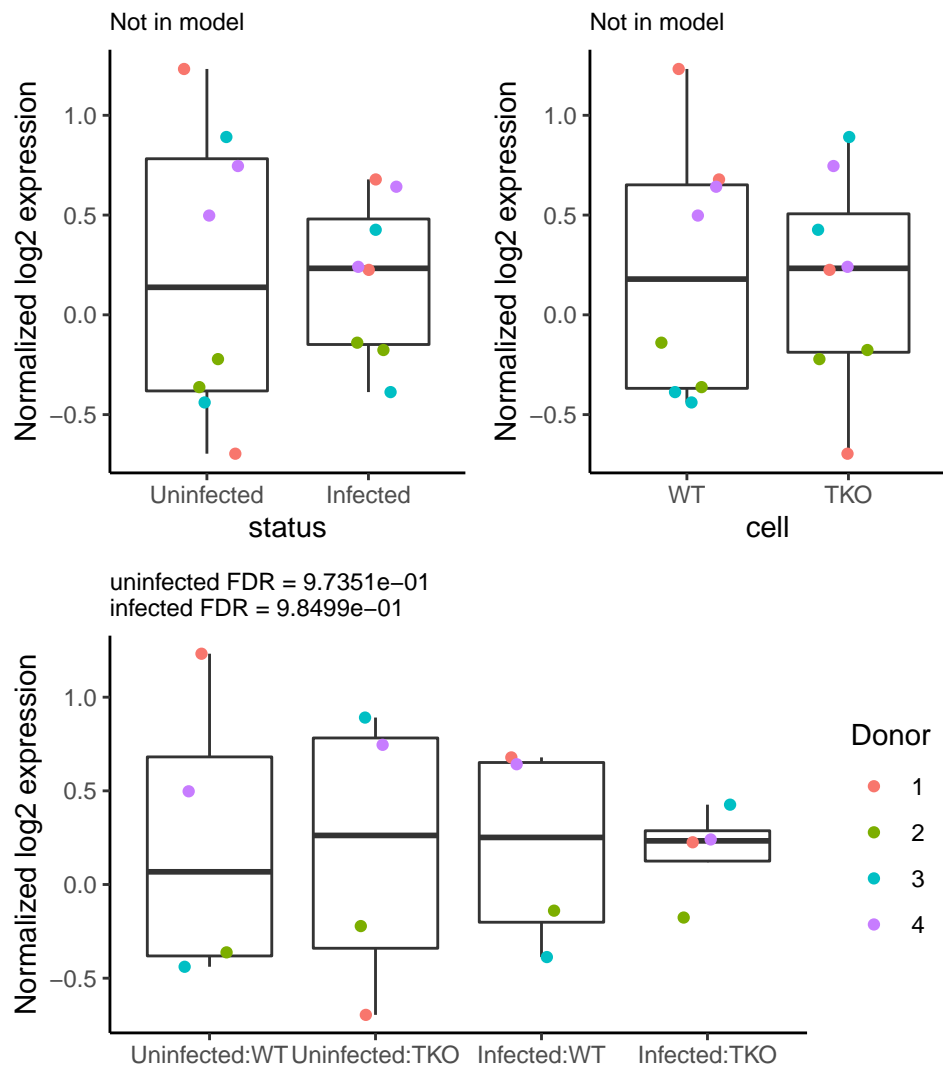 Not in model
Normalized log2 expression
1.0
0.5
0.0
−0.5
Uninfected Infected
status
Not in model
Normalized log2 expression
1.0
0.5
0.0
−0.5
WT TKO
cell
uninfected FDR = 9.7351e−01
infected FDR = 9.8499e−01
Normalized log2 expression
1.0
0.5
0.0
−0.5
Uninfected:WT Uninfected:TKO Infected:WT Infected:TKO
Donor
1
2
3
4